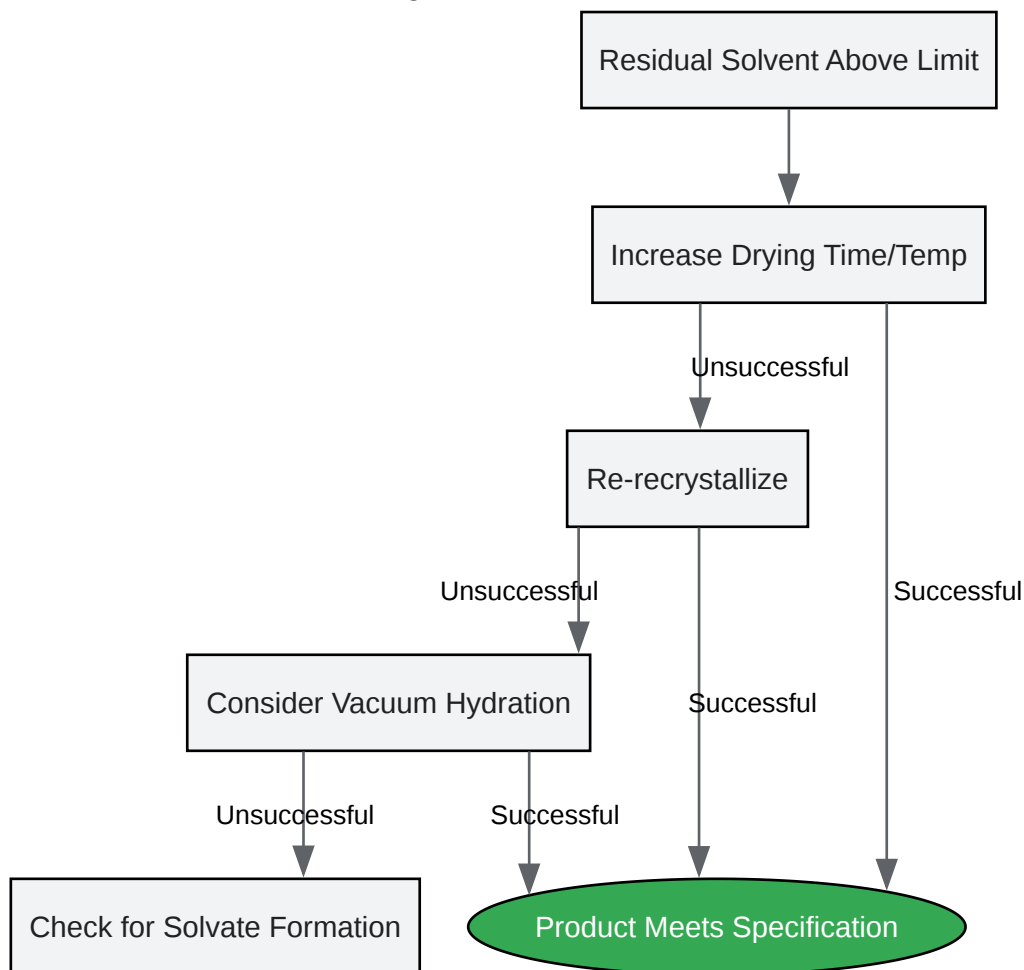 Residual Solvent Above Limit
Increase Drying Time/Temp
Unsuccessful
Re-recrystallize
Unsuccessful
Successful
Consider Vacuum Hydration
Successful
Unsuccessful
Successful
Check for Solvate Formation
Product Meets Specification